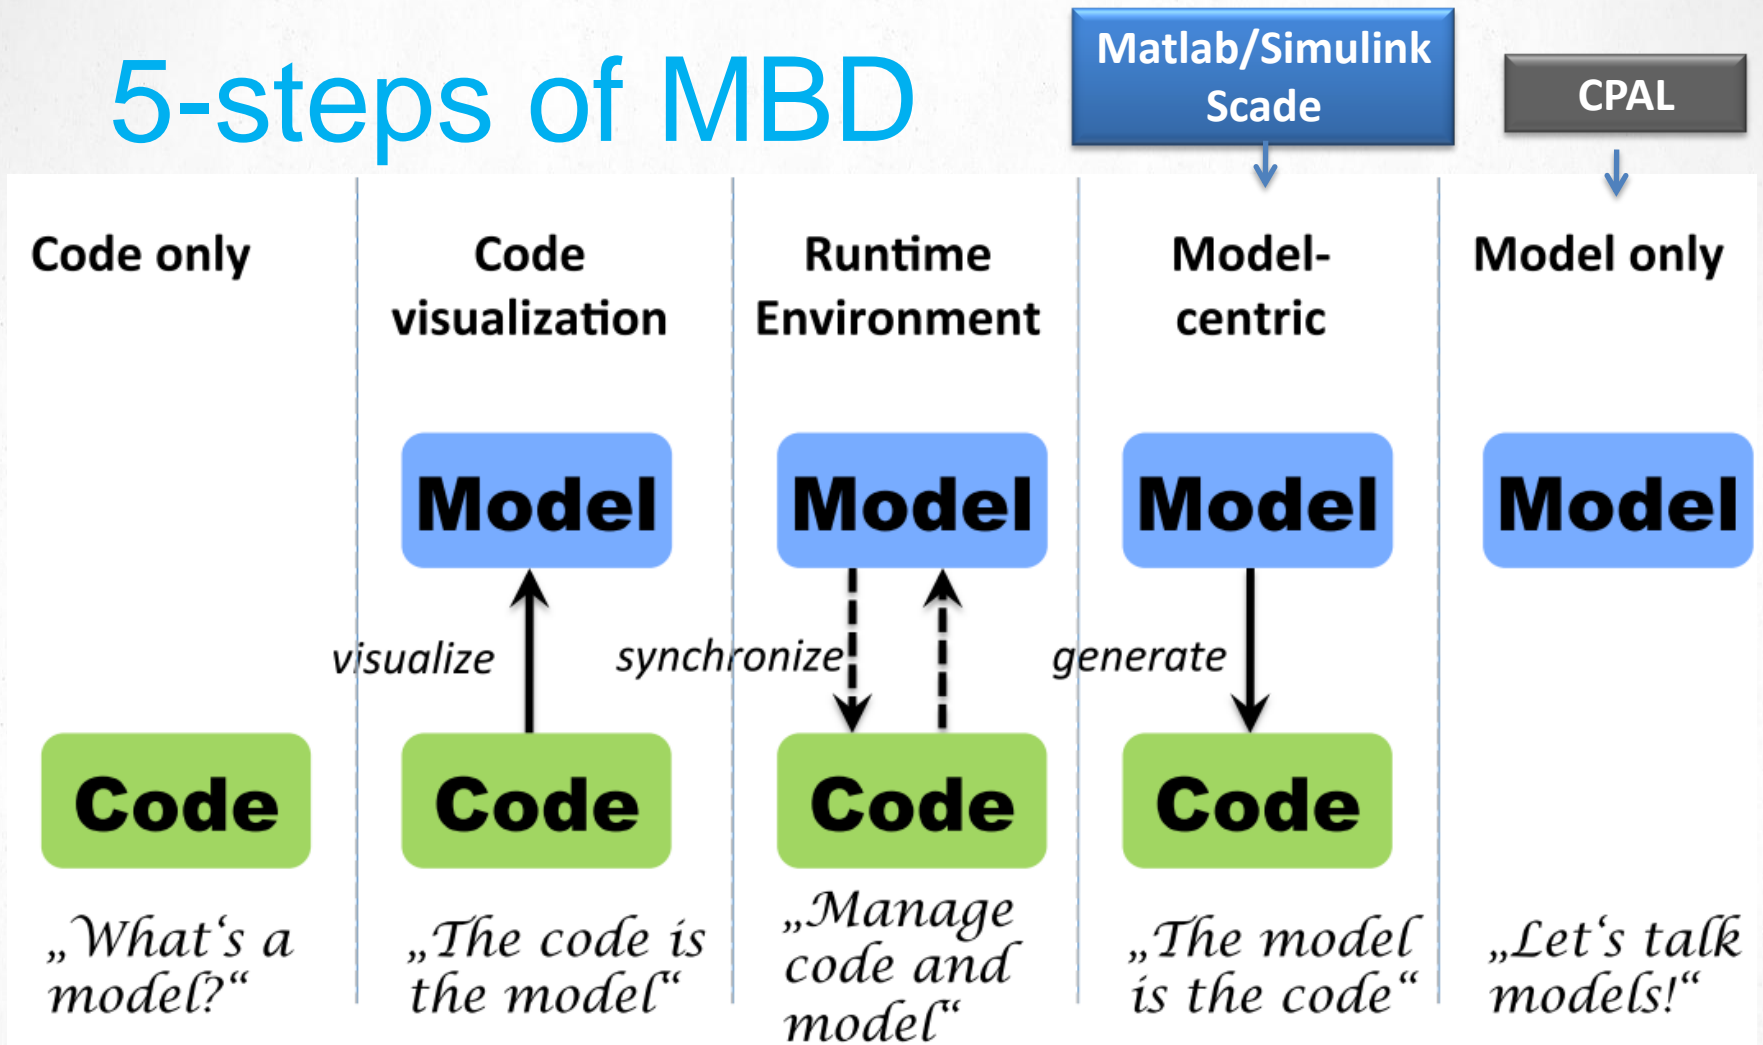 5-steps of MBD
Matlab/Simulink
Scade
CPAL
Code only
Code
visualization
Runtime
Environment
Model-
centric
Model only
Model
Model
Model
Model
visualize
synchronize
generate
Code
Code
Code
Code
„What‘s a
model?“
„The code is
the model“
„Manage
code and
model“
„The model
is the code“
„Let‘s talk
models!“